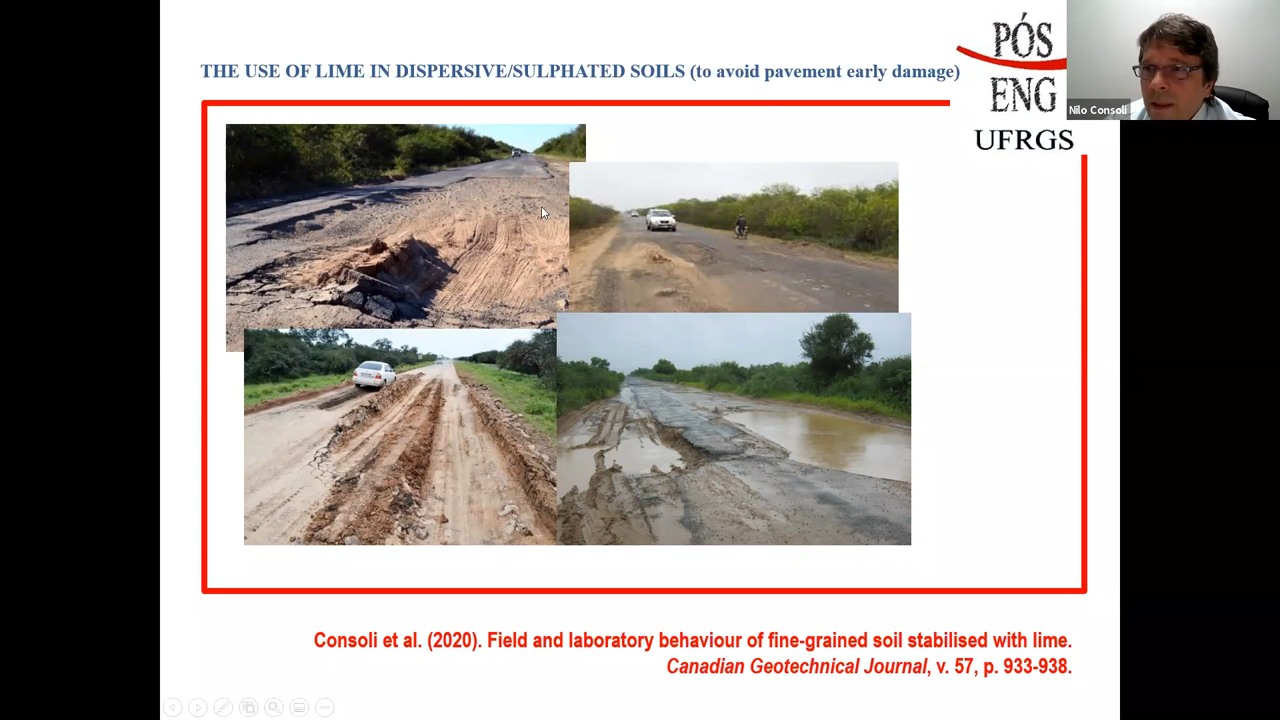 THE USE OF LIME IN DISPERSIVE/SULPHATED SOILS (to avoid pavement early damage)
PÓS
ENG
UFRGS
Nilo Consoli
Consoli et al. (2020). Field and laboratory behaviour of fine-grained soil stabilised with lime.
Canadian Geotechnical Journal, v. 57, p. 933-938.